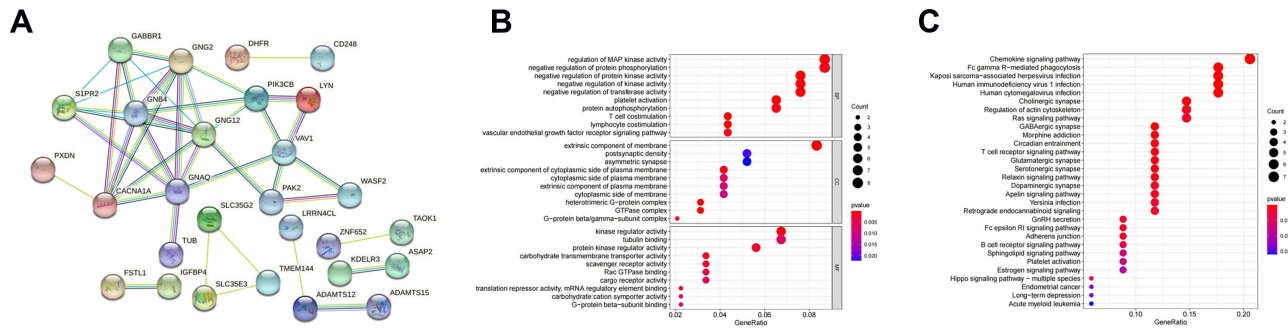 A
GABBR1
GNG2
DHFR
CD248
S1PR2
GNB4
PIK3CB
LYN
GNG12
VAV1
PXDN
CACNA1A
GNAQ
PAK2
WASF2
SLC35G2
LRRN4CL
TAOK1
ZNF652
TUB
KDELR3
ASAP2
FSTL1
IGFBP4
TMEM144
SLC35E3
ADAMTS12
ADAMTS15
B
regulation of MAP kinase activity
negative regulation of protein phosphorylation
negative regulation of protein kinase activity
negative regulation of kinase activity
negative regulation of transferase activity
platelet activation
protein autophosphorylation
T cell costimulation
lymphocyte costimulation
vascular endothelial growth factor receptor signaling pathway
BP
extrinsic component of membrane
postsynaptic density
asymmetric synapse
extrinsic component of cytoplasmic side of plasma membrane
cytoplasmic side of plasma membrane
extrinsic component of plasma membrane
cytoplasmic side of membrane
heterotrimeric G-protein complex
GTPase complex
G-protein beta/gamma-subunit complex
CC
kinase regulator activity
tubulin binding
protein kinase regulator activity
carbohydrate transmembrane transporter activity
scavenger receptor activity
Rac GTPase binding
cargo receptor activity
translation repressor activity, mRNA regulatory element binding
carbohydrate:cation symporter activity
G-protein beta-subunit binding
MF
0.02
0.04
0.06
0.08
GeneRatio
Count
2
3
4
5
6
7
8
pvalue
0.005
0.010
0.015
0.020
C
Chemokine signaling pathway
Fc gamma R-mediated phagocytosis
Kaposi sarcoma-associated herpesvirus infection
Human immunodeficiency virus 1 infection
Human cytomegalovirus infection
Cholinergic synapse
Regulation of actin cytoskeleton
Ras signaling pathway
GABAergic synapse
Morphine addiction
Circadian entrainment
T cell receptor signaling pathway
Glutamatergic synapse
Serotonergic synapse
Relaxin signaling pathway
Dopaminergic synapse
Apelin signaling pathway
Yersinia infection
Retrograde endocannabinoid signaling
GnRH secretion
Fc epsilon RI signaling pathway
Adherens junction
B cell receptor signaling pathway
Sphingolipid signaling pathway
Platelet activation
Estrogen signaling pathway
Hippo signaling pathway - multiple species
Endometrial cancer
Long-term depression
Acute myeloid leukemia
0.10
0.15
0.20
GeneRatio
Count
2
3
4
5
6
7
pvalue